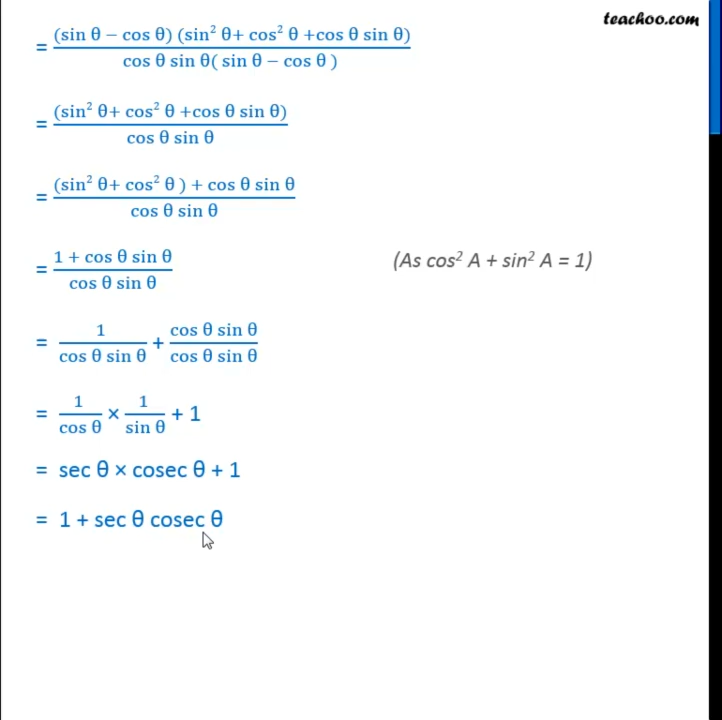 teachoo.com
= (sin θ − cos θ) (sin² θ+ cos² θ +cos θ sin θ)
cos θ sin θ( sin θ − cos θ )
= (sin² θ+ cos² θ +cos θ sin θ)
cos θ sin θ
= (sin² θ+ cos² θ ) + cos θ sin θ
cos θ sin θ
= 1 + cos θ sin θ (As cos² A + sin² A = 1)
cos θ sin θ
= 1 + cos θ sin θ
cos θ sin θ cos θ sin θ
= 1 × 1 + 1
cos θ sin θ
= sec θ × cosec θ + 1
= 1 + sec θ cosec θ